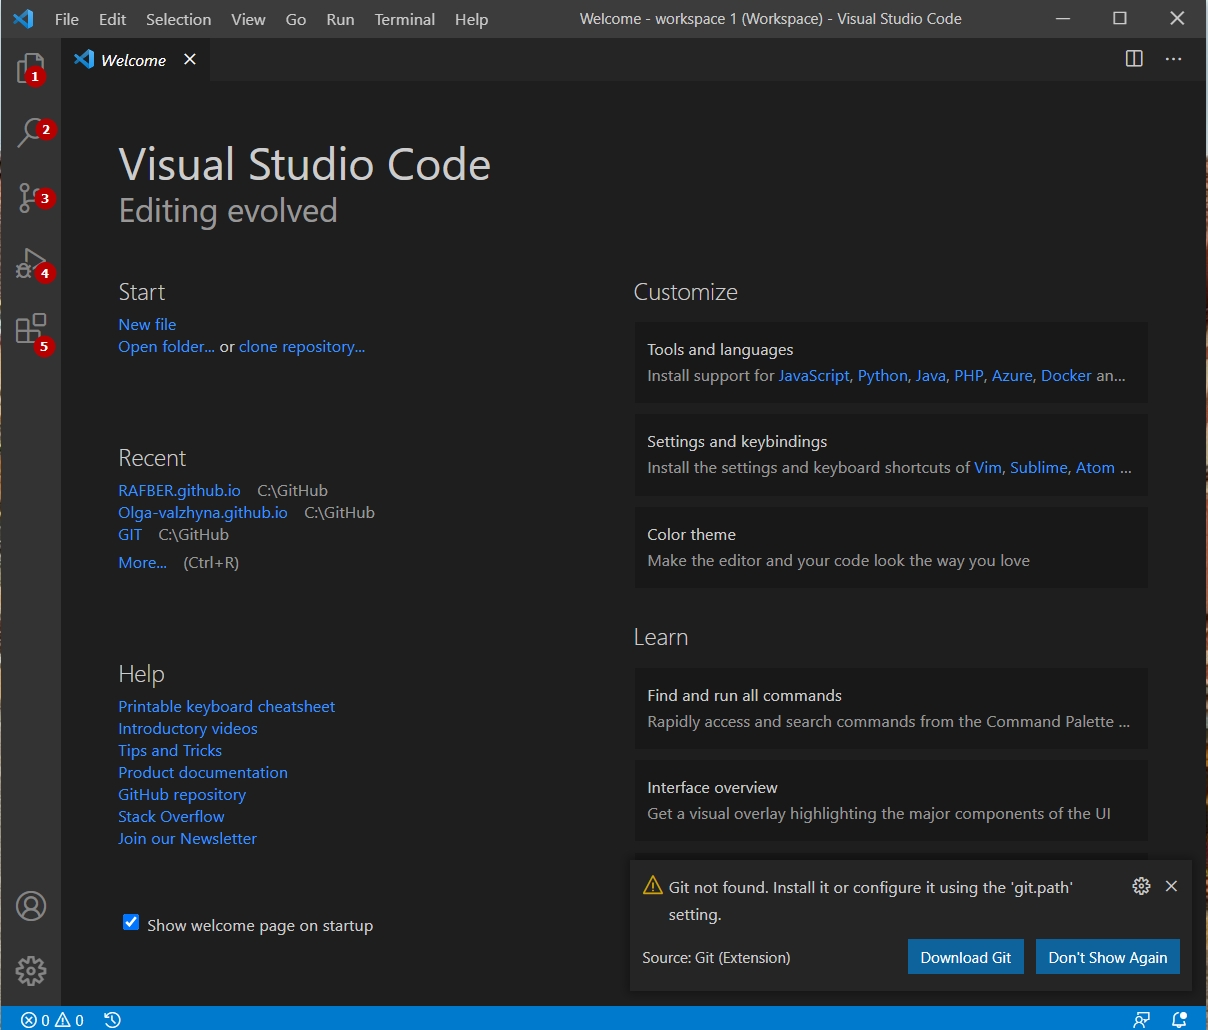 File Edit Selection View Go Run Terminal Help Welcome - workspace 1 (Workspace) - Visual Studio Code
Welcome
1
2
3
4
5
Visual Studio Code
Editing evolved
Start
New file
Open folder... or clone repository...
Recent
RAFBER.github.io C:\GitHub
Olga-valzhyna.github.io C:\GitHub
GIT C:\GitHub
More... (Ctrl+R)
Help
Printable keyboard cheatsheet
Introductory videos
Tips and Tricks
Product documentation
GitHub repository
Stack Overflow
Join our Newsletter
Show welcome page on startup
Customize
Tools and languages
Install support for JavaScript, Python, Java, PHP, Azure, Docker an...
Settings and keybindings
Install the settings and keyboard shortcuts of Vim, Sublime, Atom ...
Color theme
Make the editor and your code look the way you love
Learn
Find and run all commands
Rapidly access and search commands from the Command Palette ...
Interface overview
Get a visual overlay highlighting the major components of the UI
Git not found. Install it or configure it using the 'git.path'
setting.
Source: Git (Extension) Download Git Don't Show Again
0 0